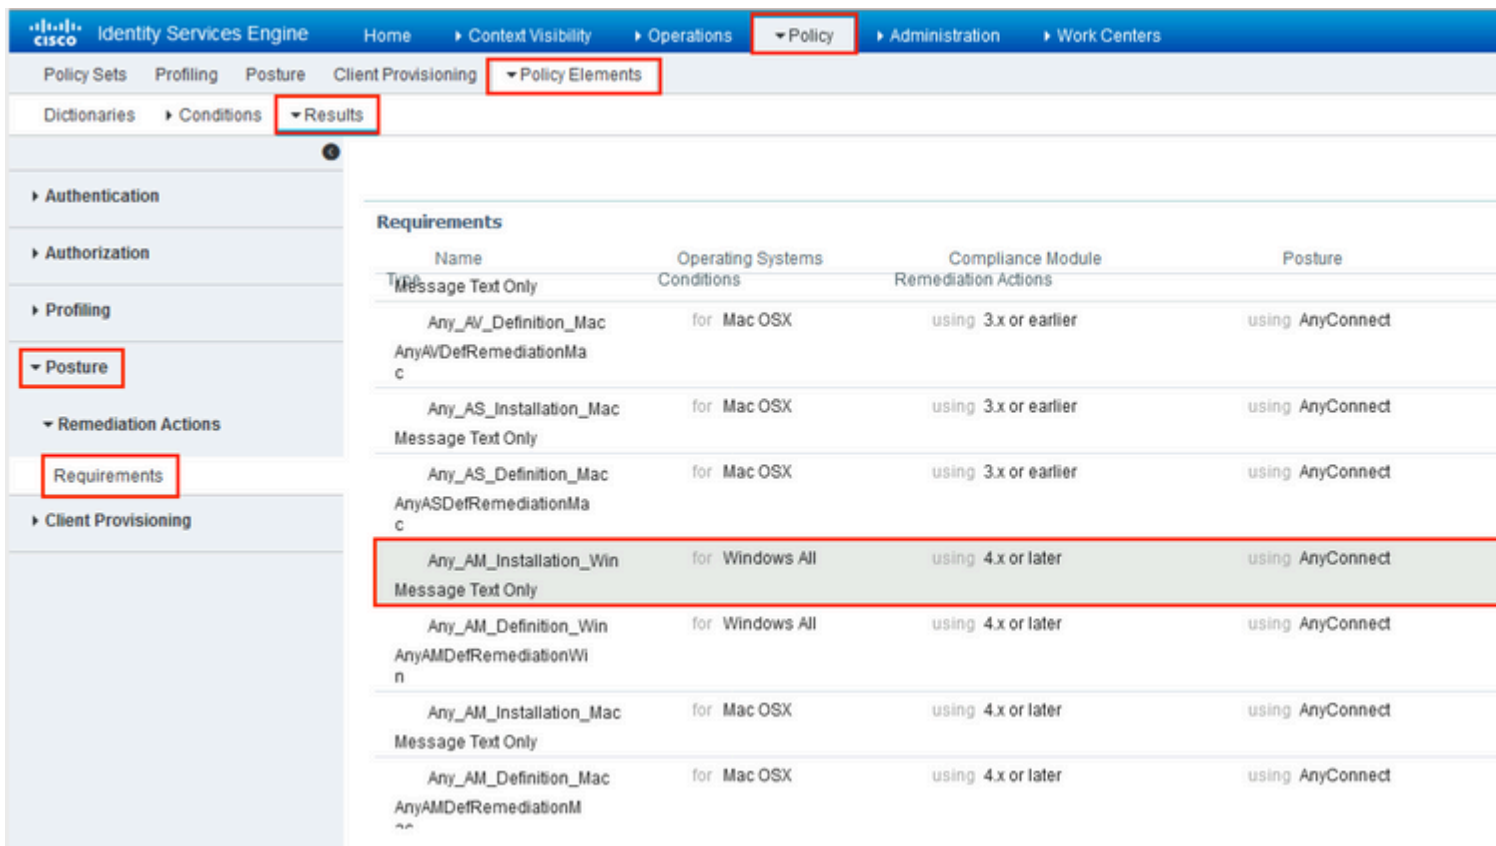 CISCO Identity Services Engine Home Context Visibility Operations Policy Administration Work Centers
Policy Sets Profiling Posture Client Provisioning Policy Elements
Dictionaries Conditions Results
Authentication
Authorization
Profiling
Posture
Remediation Actions
Requirements
Client Provisioning
Requirements
Name Operating Systems Compliance Module Posture
Type Conditions Remediation Actions
Message Text Only
Any_AV_Definition_Mac for Mac OSX using 3.x or earlier using AnyConnect
AnyAVDefRemediationMa
c
Any_AS_Installation_Mac for Mac OSX using 3.x or earlier using AnyConnect
Message Text Only
Any_AS_Definition_Mac for Mac OSX using 3.x or earlier using AnyConnect
AnyASDefRemediationMa
c
Any_AM_Installation_Win for Windows All using 4.x or later using AnyConnect
Message Text Only
Any_AM_Definition_Win for Windows All using 4.x or later using AnyConnect
AnyAMDefRemediationWi
n
Any_AM_Installation_Mac for Mac OSX using 4.x or later using AnyConnect
Message Text Only
Any_AM_Definition_Mac for Mac OSX using 4.x or later using AnyConnect
AnyAMDefRemediationM